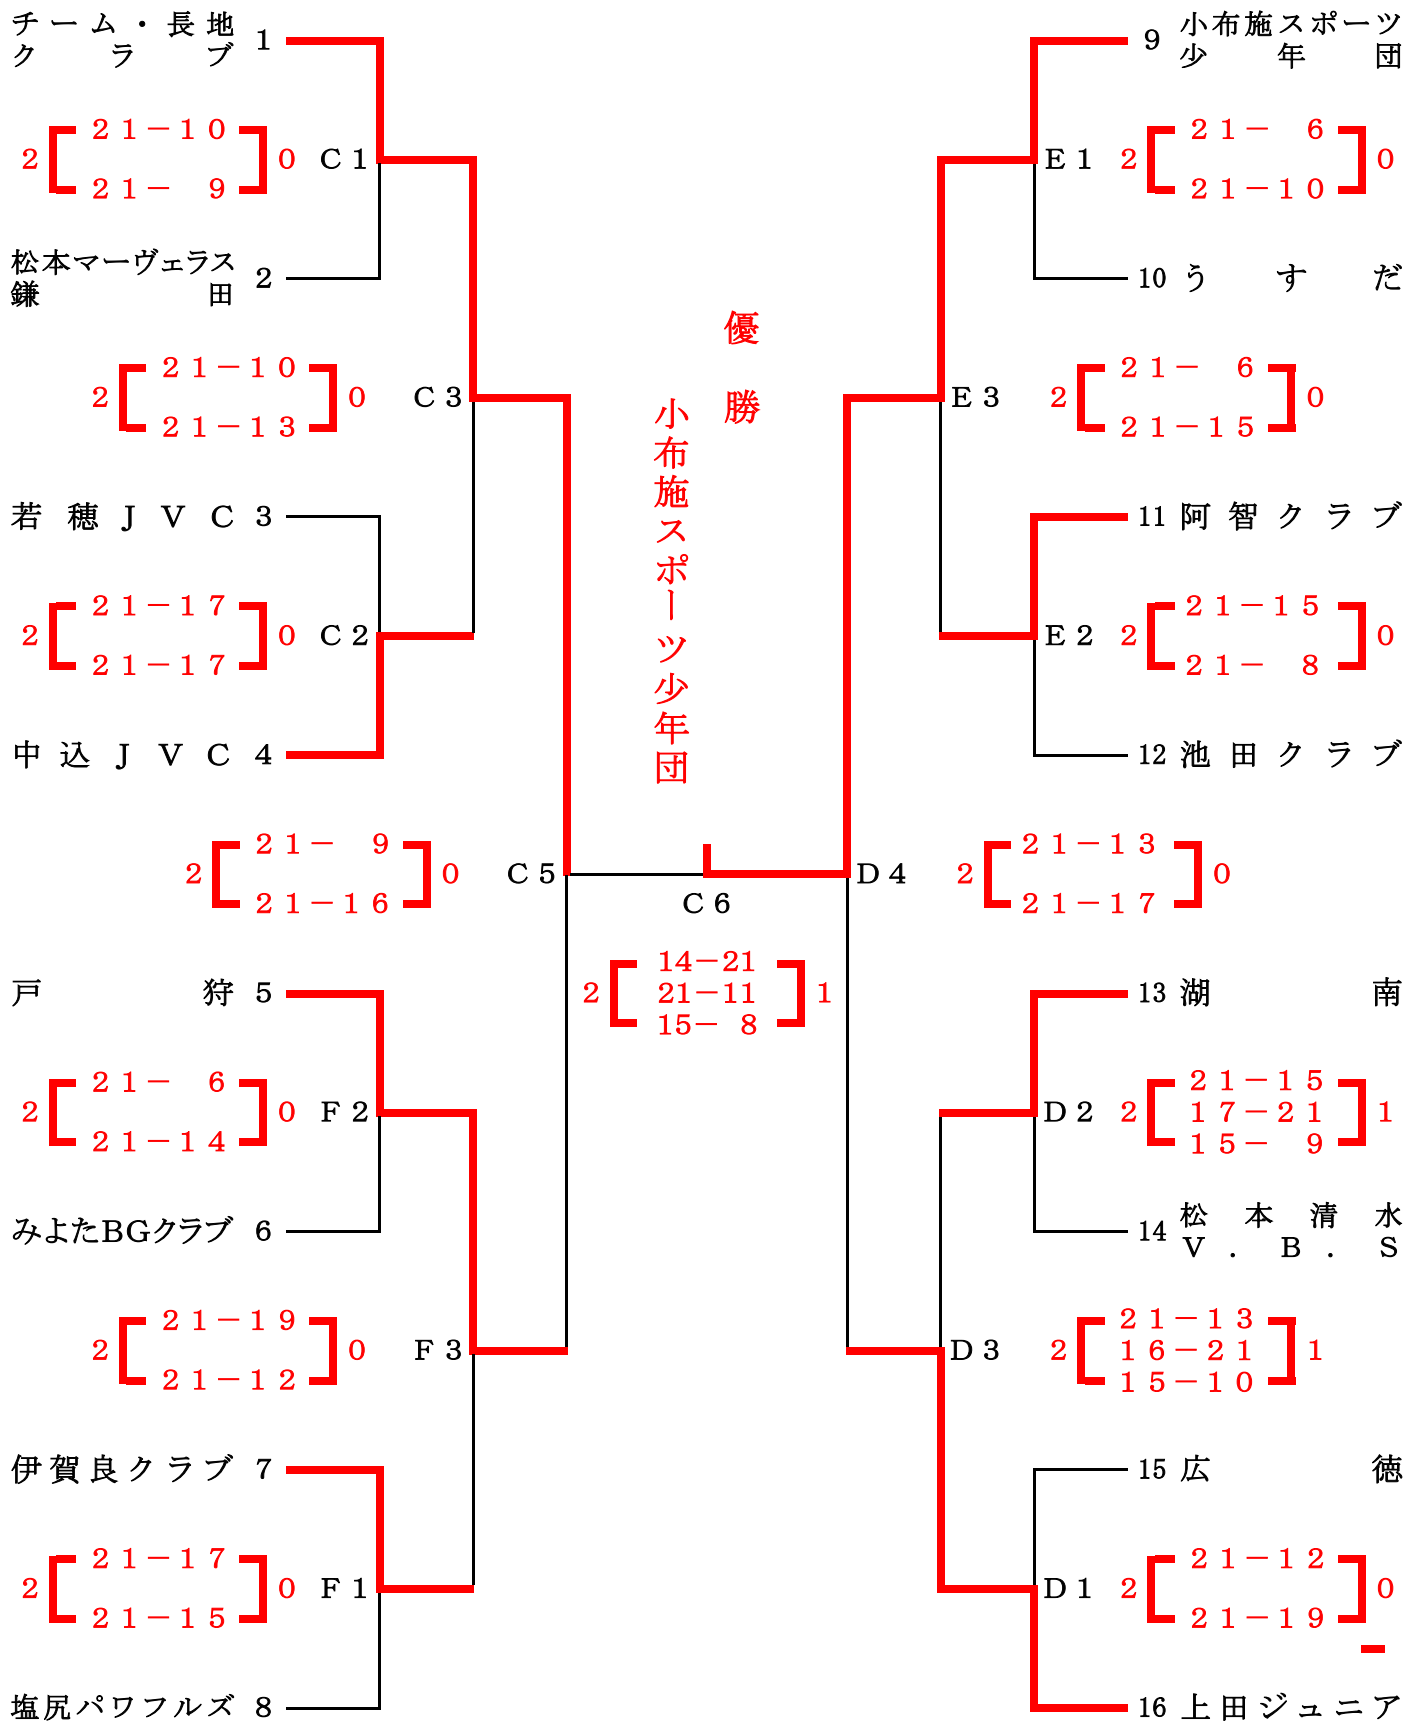 チーム・長地
クラブ 1
2 21－10 0 C1
21－ 9
松本マーヴェラス
鎌田 2
2 21－10 0 C3
21－13
若穂JVC 3
2 21－17 0 C2
21－17
中込JVC 4
2 21－ 9 0 C5
21－16
戸狩 5
2 21－ 6 0 F2
21－14
みよたBGクラブ 6
2 21－19 0 F3
21－12
伊賀良クラブ 7
2 21－17 0 F1
21－15
塩尻パワフルズ 8
優勝
小布施スポーツ少年団
C6
2 14－21 1
21－11
15－ 8
9 小布施スポーツ
少年団
E1 2 21－ 6 0
21－10
10 うすだ
E3 2 21－ 6 0
21－15
11 阿智クラブ
E2 2 21－15 0
21－ 8
12 池田クラブ
D4 2 21－13 0
21－17
13 湖南
D2 2 21－15 1
17－21
15－ 9
14 松本清水
V.B.S
D3 2 21－13 1
16－21
15－10
15 広徳
D1 2 21－12 0
21－19
16 上田ジュニア